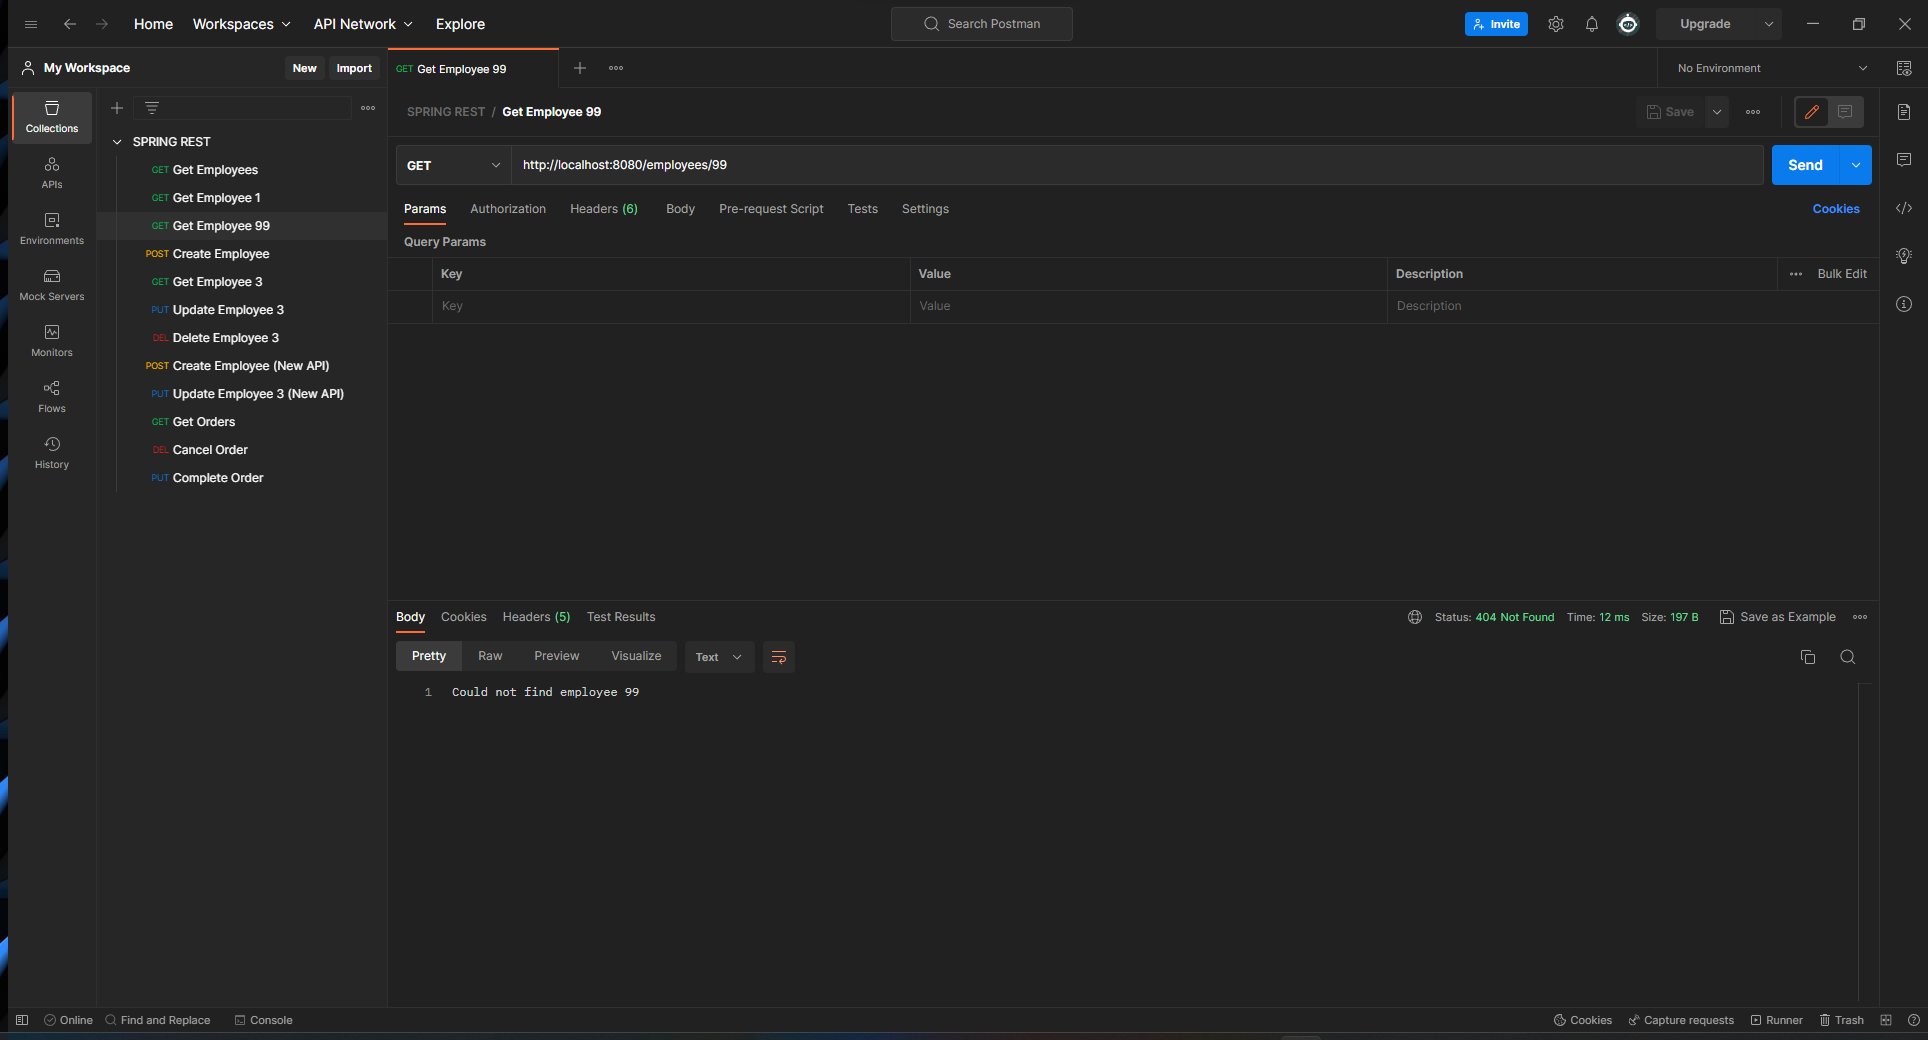 Home Workspaces API Network Explore Search Postman Invite Upgrade
My Workspace New Import GET Get Employee 99 No Environment
SPRING REST / Get Employee 99 Save
Collections
APIs
Environments
Mock Servers
Monitors
Flows
History
SPRING REST
GET Get Employees
GET Get Employee 1
GET Get Employee 99
POST Create Employee
GET Get Employee 3
PUT Update Employee 3
DEL Delete Employee 3
POST Create Employee (New API)
PUT Update Employee 3 (New API)
GET Get Orders
DEL Cancel Order
PUT Complete Order
GET http://localhost:8080/employees/99 Send
Params Authorization Headers (6) Body Pre-request Script Tests Settings Cookies
Query Params
Key Value Description Bulk Edit
Key Value Description
Body Cookies Headers (5) Test Results Status: 404 Not Found Time: 12 ms Size: 197 B Save as Example
Pretty Raw Preview Visualize Text
1 Could not find employee 99
Online Find and Replace Console Cookies Capture requests Runner Trash